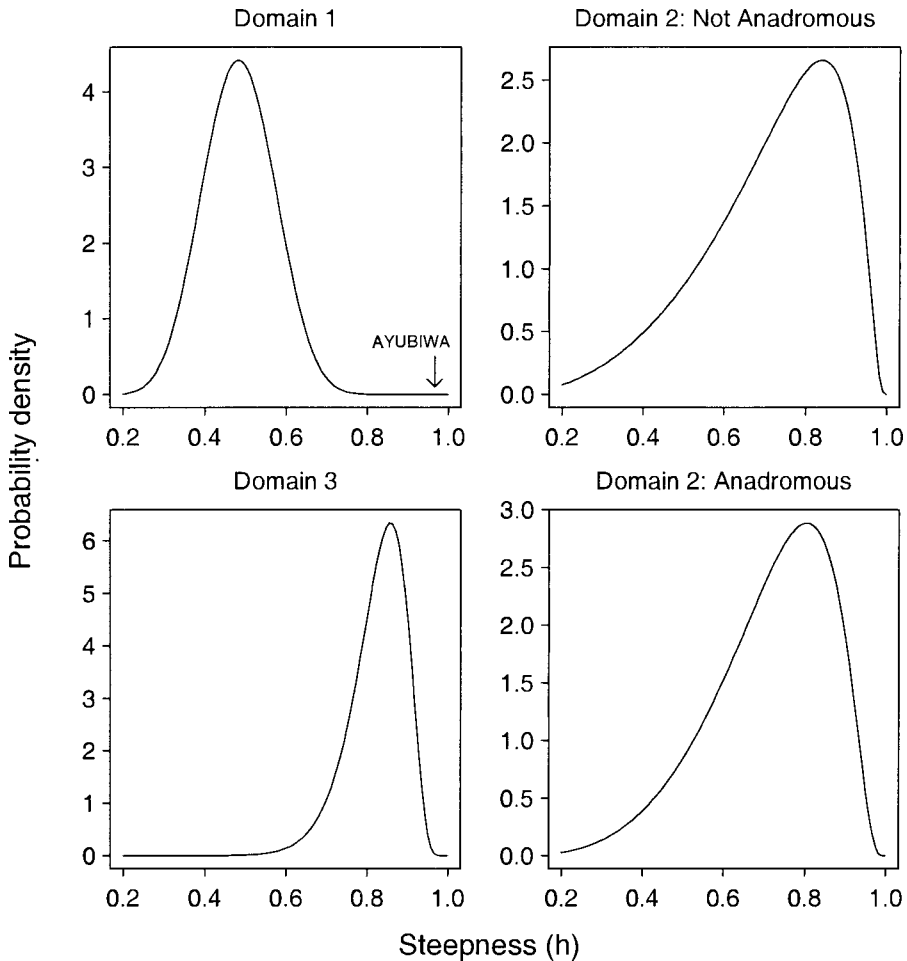 Domain 1
Domain 2: Not Anadromous
4
3
2
1
0
AYUBIWA
0.2 0.4 0.6 0.8 1.0
2.5
2.0
1.5
1.0
0.5
0.0
0.2 0.4 0.6 0.8 1.0
Probability density
Domain 3
Domain 2: Anadromous
6
5
4
3
2
1
0
0.2 0.4 0.6 0.8 1.0
3.0
2.5
2.0
1.5
1.0
0.5
0.0
0.2 0.4 0.6 0.8 1.0
Steepness (h)